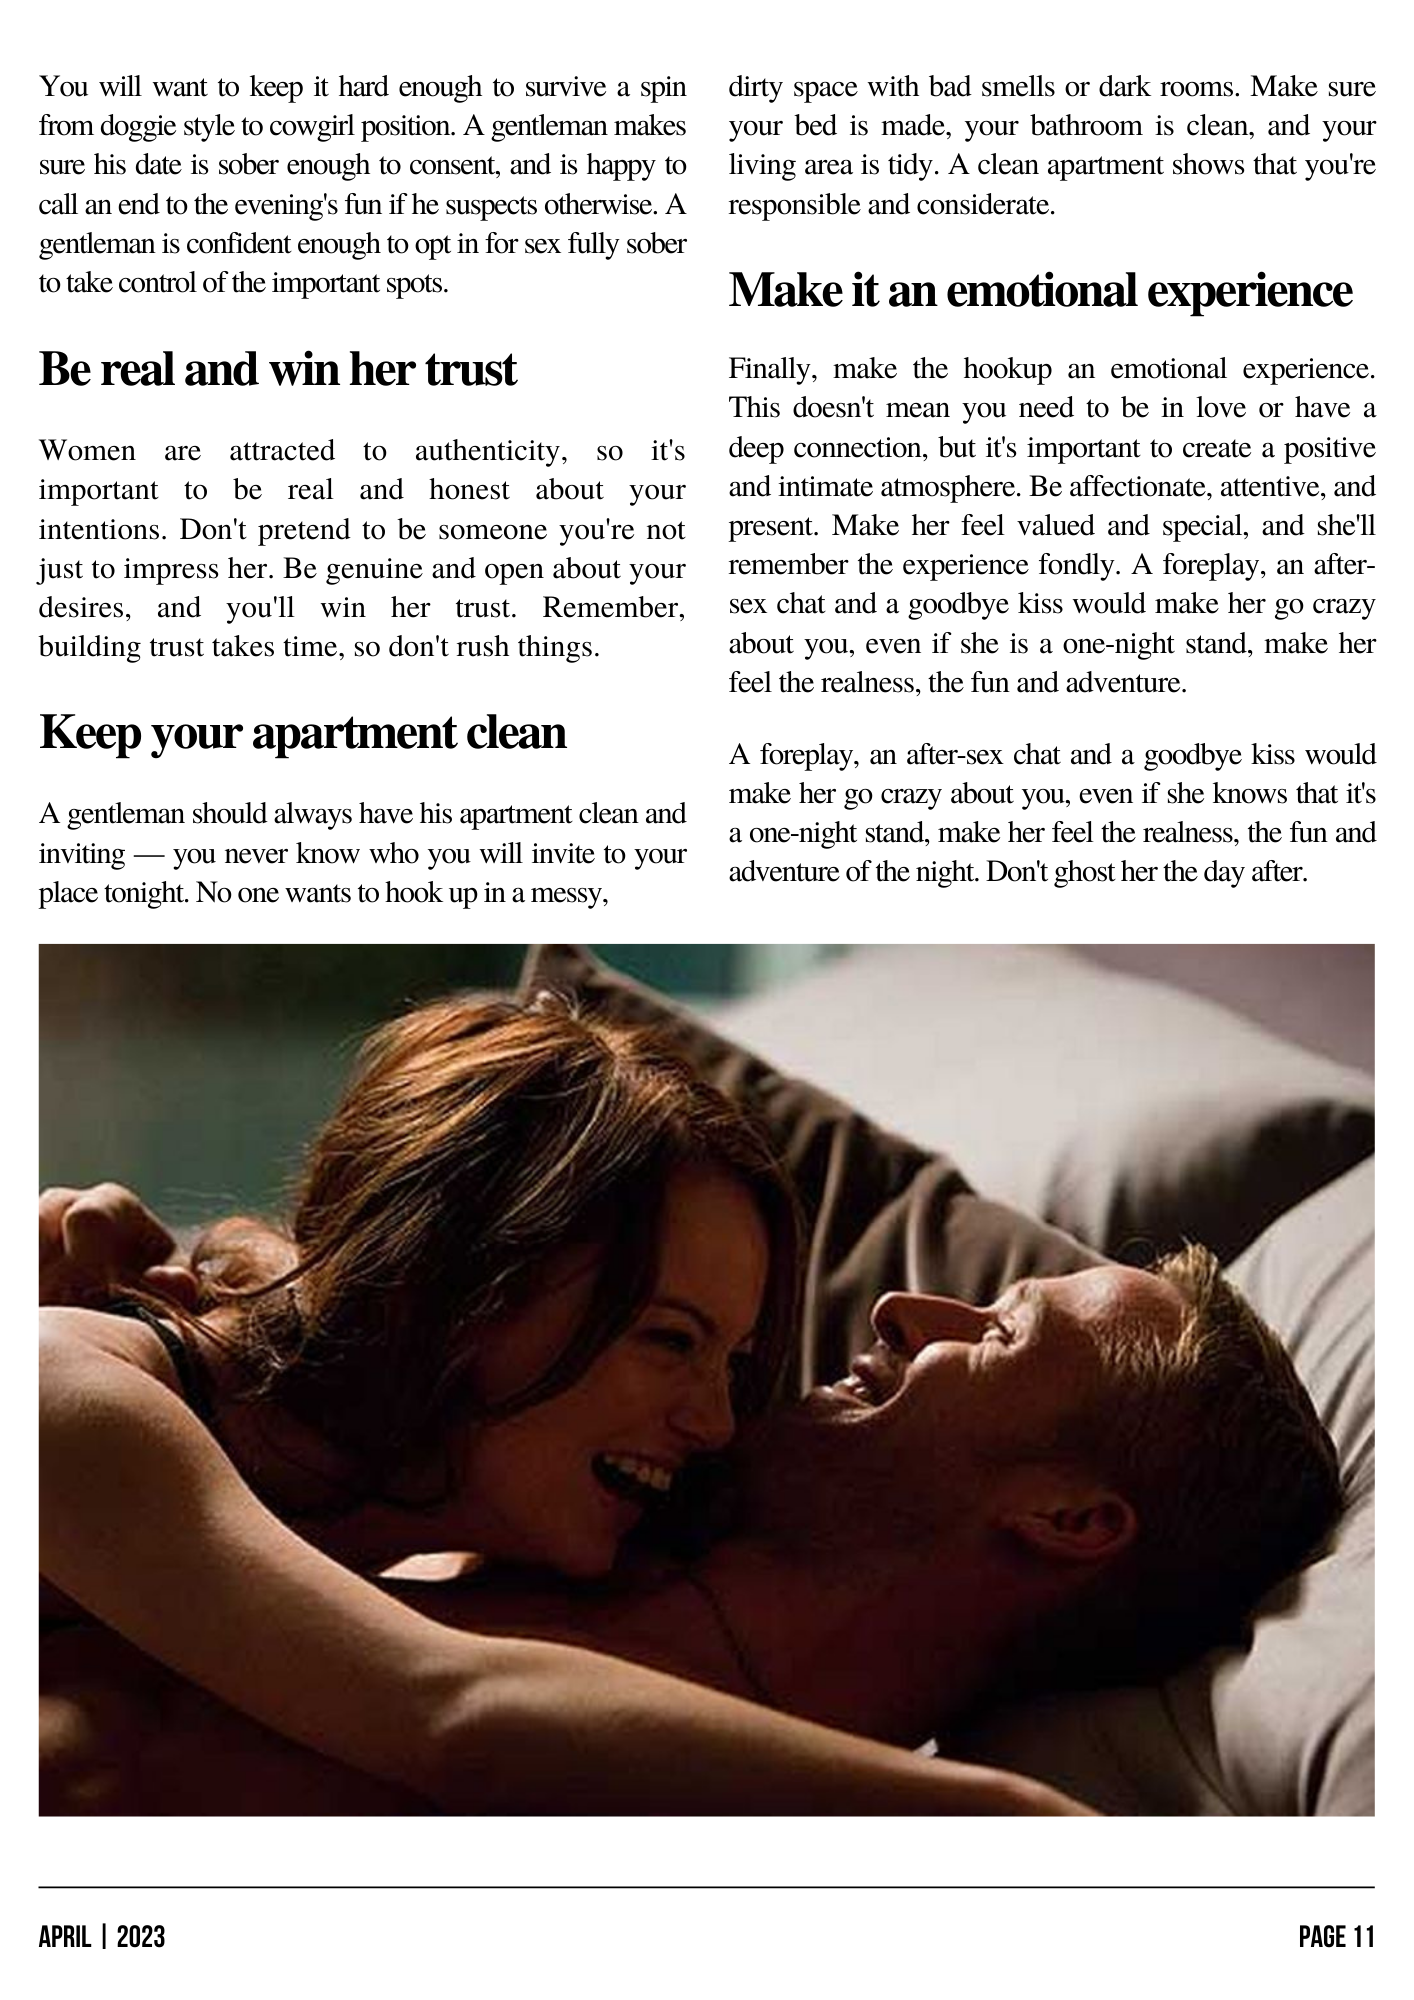 You will want to keep it hard enough to survive a spin
from doggie style to cowgirl position. A gentleman makes
sure his date is sober enough to consent, and is happy to
call an end to the evening's fun if he suspects otherwise. A
gentleman is confident enough to opt in for sex fully sober
to take control of the important spots.
Be real and win her trust
Women are attracted to authenticity, so it's
important to be real and honest about your
intentions. Don't pretend to be someone you're not
just to impress her. Be genuine and open about your
desires, and you'll win her trust. Remember,
building trust takes time, so don't rush things.
Keep your apartment clean
A gentleman should always have his apartment clean and
inviting — you never know who you will invite to your
place tonight. No one wants to hook up in a messy,
dirty space with bad smells or dark rooms. Make sure
your bed is made, your bathroom is clean, and your
living area is tidy. A clean apartment shows that you're
responsible and considerate.
Make it an emotional experience
Finally, make the hookup an emotional experience.
This doesn't mean you need to be in love or have a
deep connection, but it's important to create a positive
and intimate atmosphere. Be affectionate, attentive, and
present. Make her feel valued and special, and she'll
remember the experience fondly. A foreplay, an after-
sex chat and a goodbye kiss would make her go crazy
about you, even if she is a one-night stand, make her
feel the realness, the fun and adventure.
A foreplay, an after-sex chat and a goodbye kiss would
make her go crazy about you, even if she knows that it's
a one-night stand, make her feel the realness, the fun and
adventure of the night. Don't ghost her the day after.
APRIL | 2023
PAGE 11